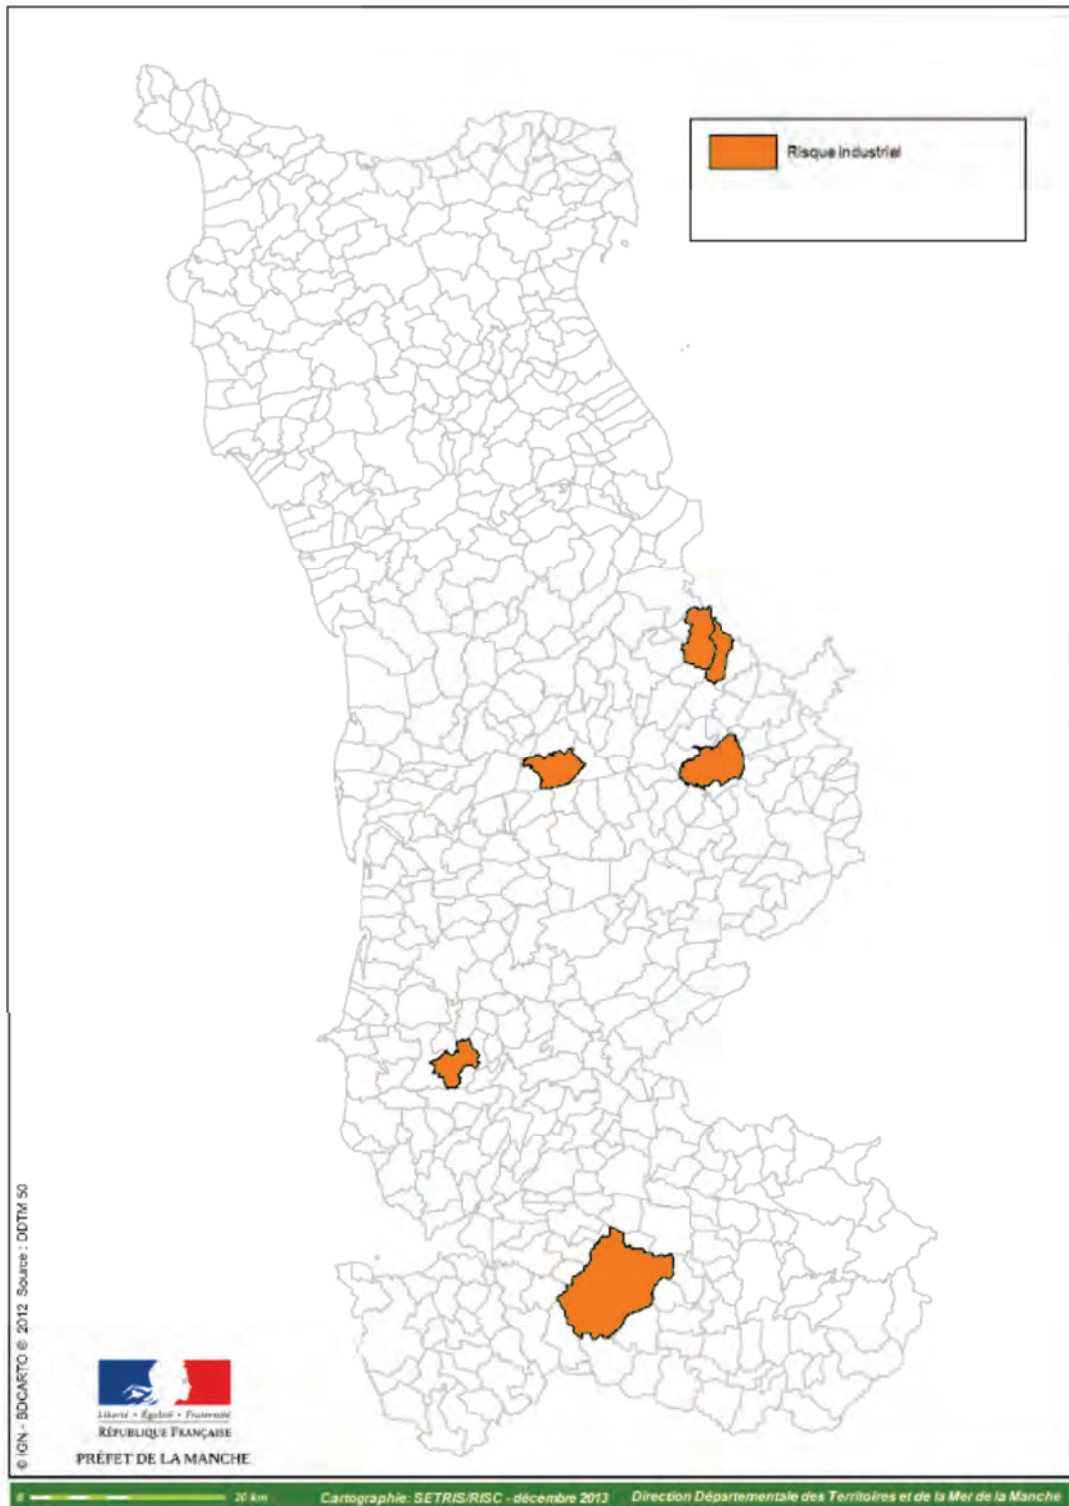 Risque industriel
© IGN - BDCARTO © 2012 Source : DDTM 50
Liberté • Égalité • Fraternité
RÉPUBLIQUE FRANÇAISE
PRÉFET DE LA MANCHE
0 20 km
Cartographie: SETRIS/RISC - décembre 2013
Direction Départementale des Territoires et de la Mer de la Manche